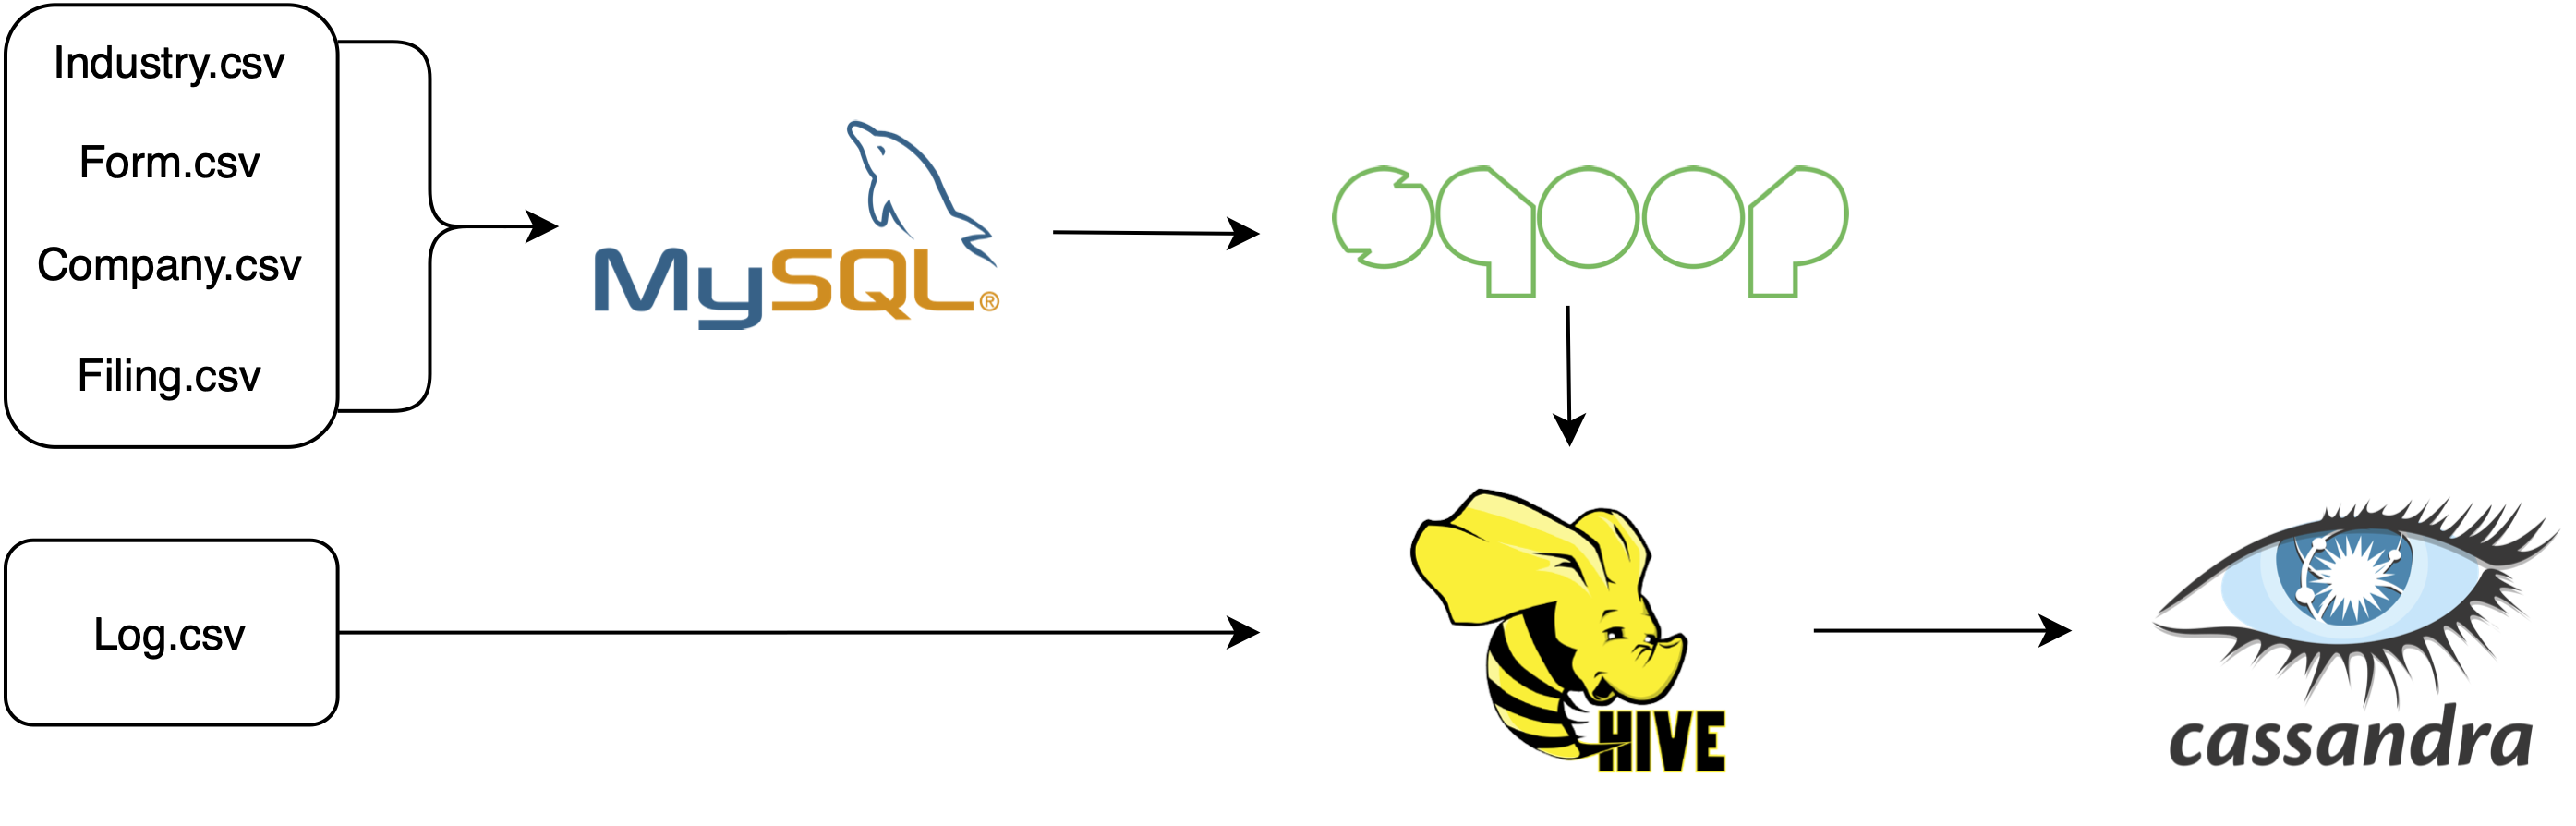 Industry.csv
Form.csv
Company.csv
Filing.csv
MySQL®
sqoop
Log.csv
HIVE
cassandra